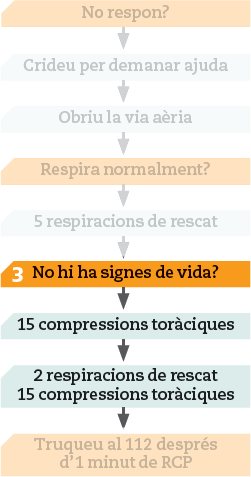 No respon?
Crideu per demanar ajuda
Obriu la via aèria
Respira normalment?
5 respiracions de rescat
3 No hi ha signes de vida?
15 compressions toràciques
2 respiracions de rescat
15 compressions toràciques
Truqueu al 112 després
d'1 minut de RCP